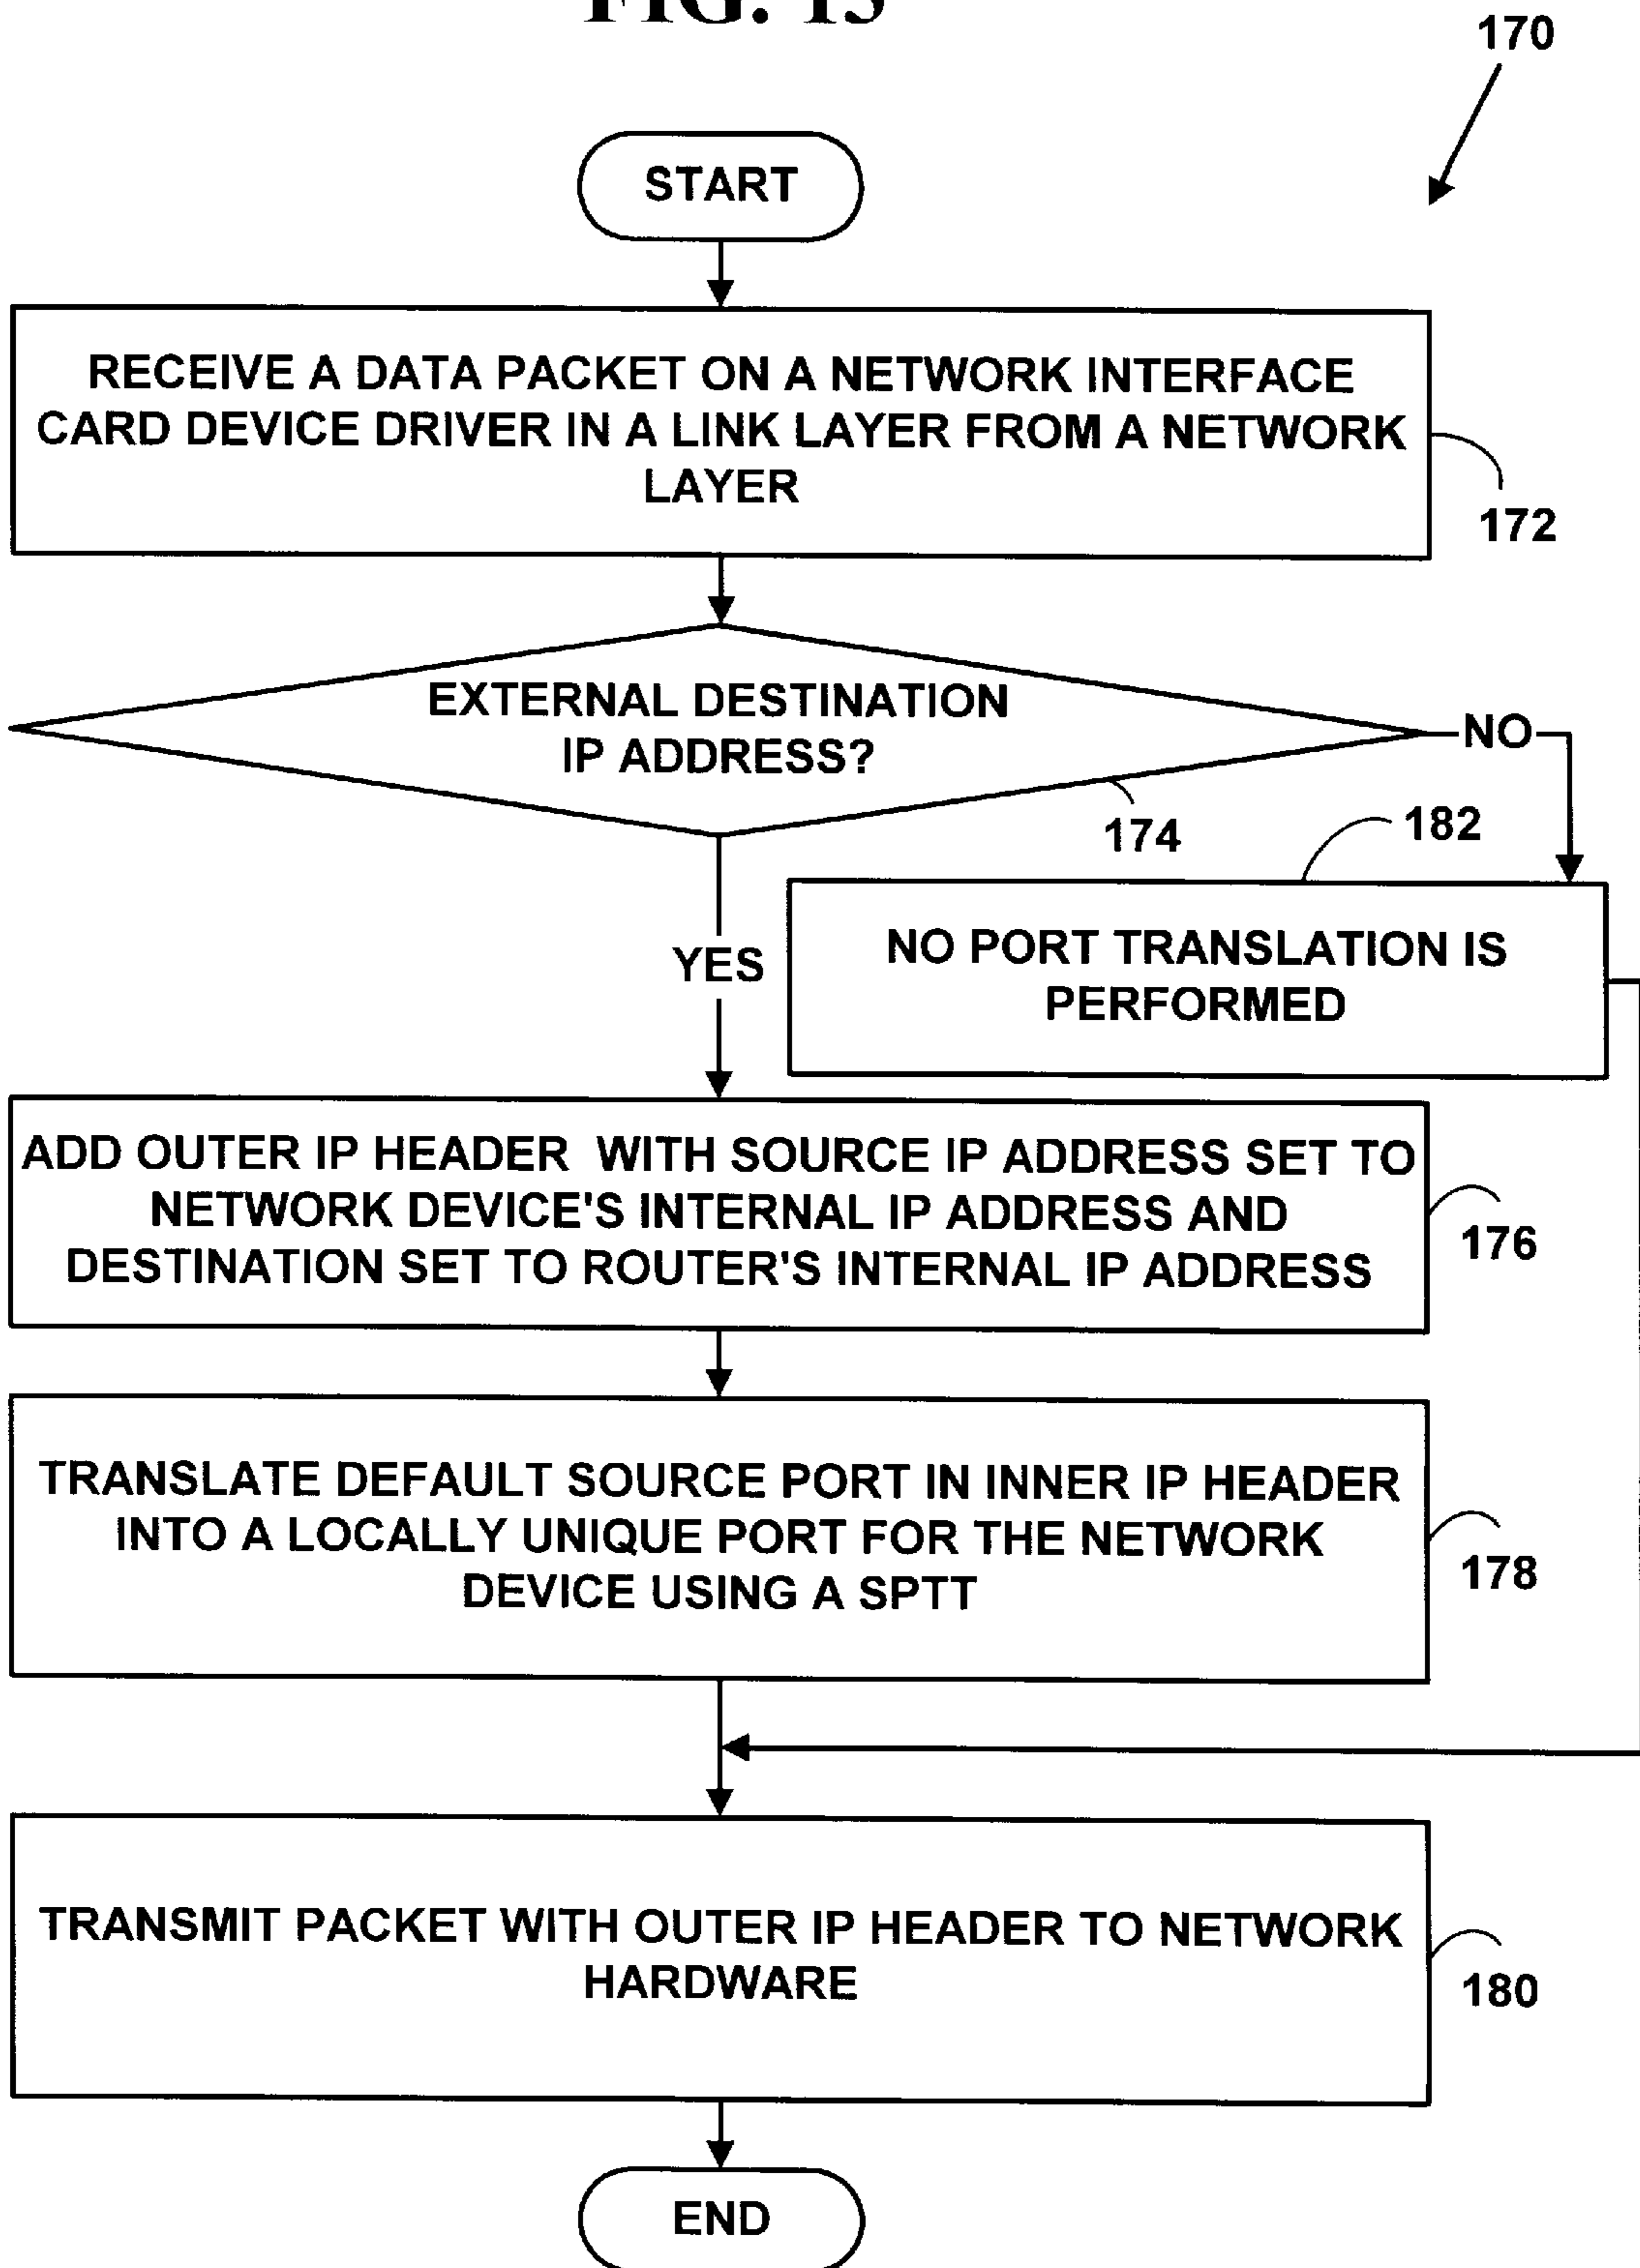 FIG. 15
170
START
RECEIVE A DATA PACKET ON A NETWORK INTERFACE
CARD DEVICE DRIVER IN A LINK LAYER FROM A NETWORK
LAYER
172
EXTERNAL DESTINATION
IP ADDRESS?
NO
174
182
NO PORT TRANSLATION IS
PERFORMED
YES
ADD OUTER IP HEADER WITH SOURCE IP ADDRESS SET TO
NETWORK DEVICE'S INTERNAL IP ADDRESS AND
DESTINATION SET TO ROUTER'S INTERNAL IP ADDRESS
176
TRANSLATE DEFAULT SOURCE PORT IN INNER IP HEADER
INTO A LOCALLY UNIQUE PORT FOR THE NETWORK
DEVICE USING A SPTT
178
TRANSMIT PACKET WITH OUTER IP HEADER TO NETWORK
HARDWARE
180
END